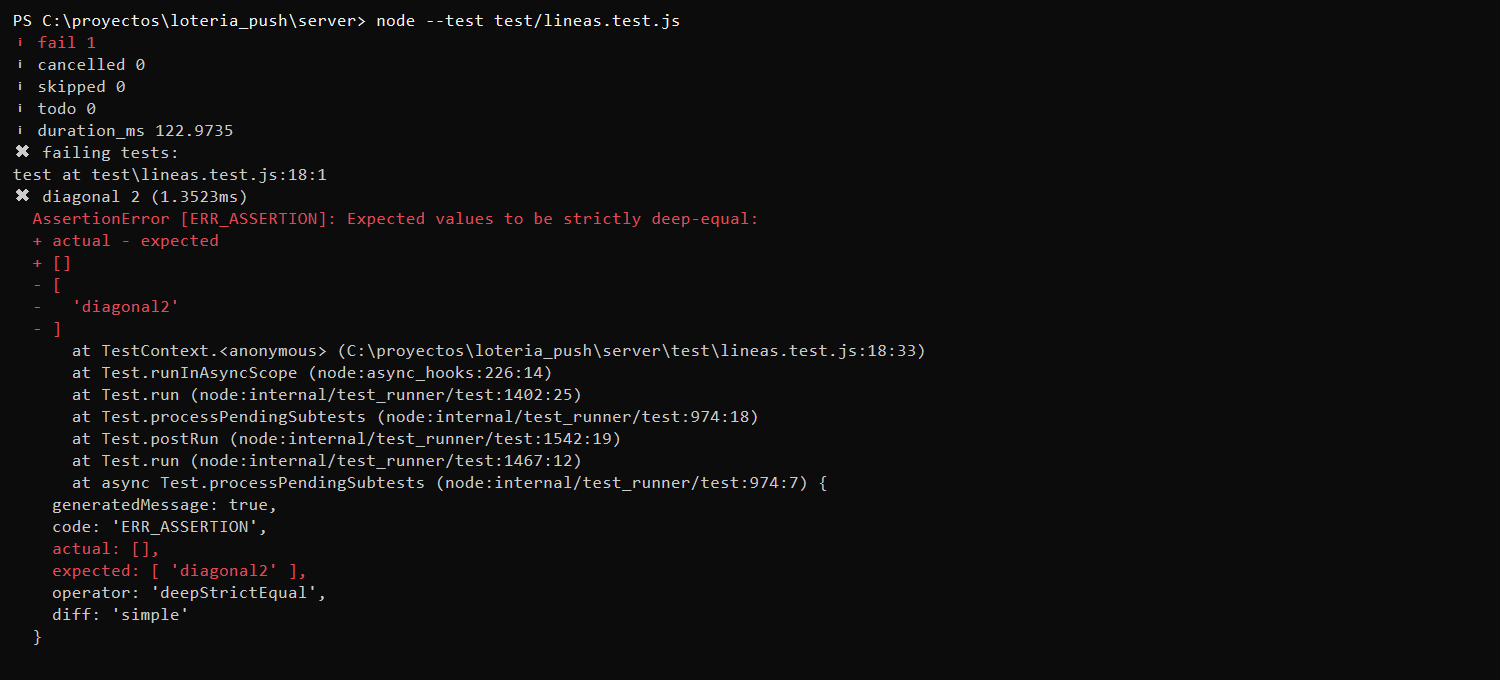 PS C:\proyectos\loteria_push\server> node --test test/lineas.test.js
ℹ fail 1
ℹ cancelled 0
ℹ skipped 0
ℹ todo 0
ℹ duration_ms 122.9735
✖ failing tests:
test at test\lineas.test.js:18:1
✖ diagonal 2 (1.3523ms)
  AssertionError [ERR_ASSERTION]: Expected values to be strictly deep-equal:
  + actual - expected
  + []
  - [
  -   'diagonal2'
  - ]
      at TestContext.<anonymous> (C:\proyectos\loteria_push\server\test\lineas.test.js:18:33)
      at Test.runInAsyncScope (node:async_hooks:226:14)
      at Test.run (node:internal/test_runner/test:1402:25)
      at Test.processPendingSubtests (node:internal/test_runner/test:974:18)
      at Test.postRun (node:internal/test_runner/test:1542:19)
      at Test.run (node:internal/test_runner/test:1467:12)
      at async Test.processPendingSubtests (node:internal/test_runner/test:974:7) {
    generatedMessage: true,
    code: 'ERR_ASSERTION',
    actual: [],
    expected: [ 'diagonal2' ],
    operator: 'deepStrictEqual',
    diff: 'simple'
  }